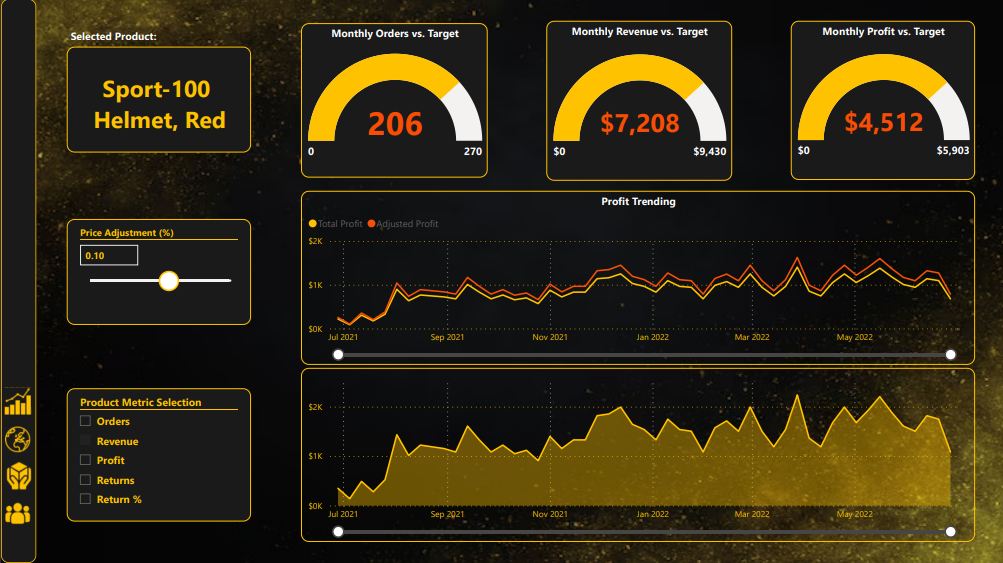 Selected Product:
Sport-100
Helmet, Red
Monthly Orders vs. Target
206
0
270
Monthly Revenue vs. Target
$7,208
$0
$9,430
Monthly Profit vs. Target
$4,512
$0
$5,903
Price Adjustment (%)
0.10
Profit Trending
Total Profit
Adjusted Profit
$2K
$1K
$0K
Jul 2021
Sep 2021
Nov 2021
Jan 2022
Mar 2022
May 2022
Product Metric Selection
Orders
Revenue
Profit
Returns
Return %
$2K
$1K
$0K
Jul 2021
Sep 2021
Nov 2021
Jan 2022
Mar 2022
May 2022